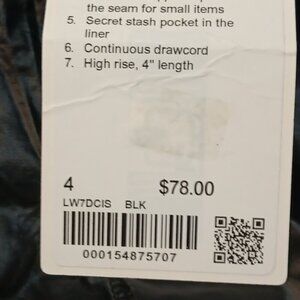 the seam for small items
5. Secret stash pocket in the
liner
6. Continuous drawcord
7. High rise, 4" length
4 $78.00
LW7DCIS BLK
000154875707